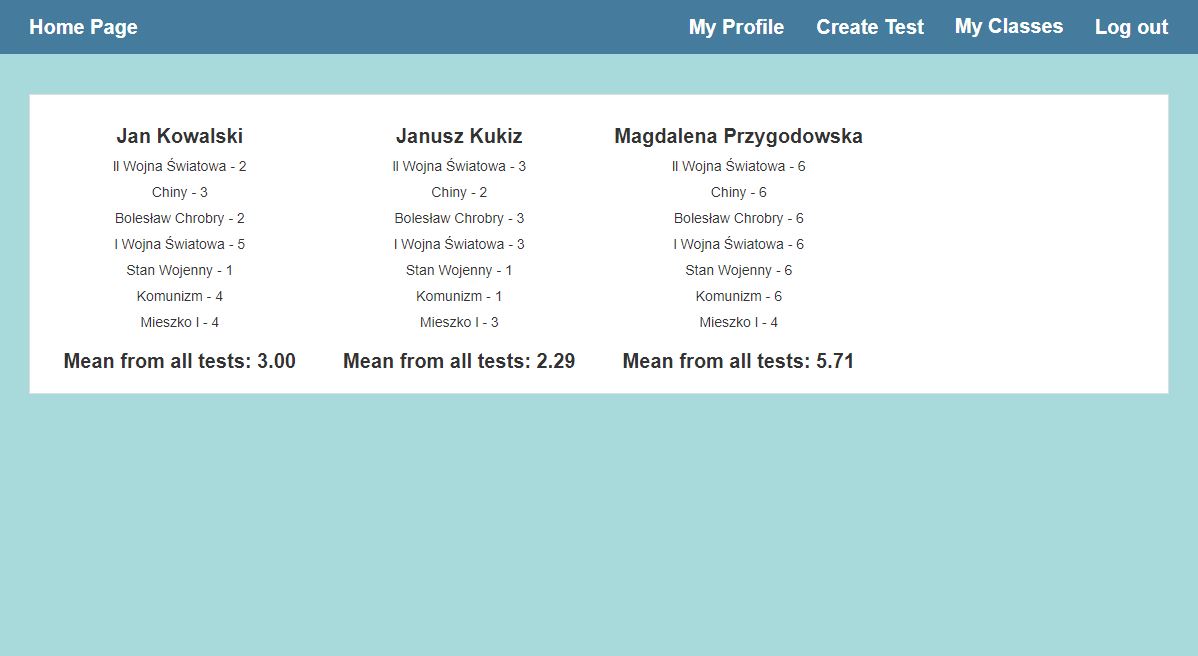 Home Page My Profile Create Test My Classes Log out
Jan Kowalski
II Wojna Światowa - 2
Chiny - 3
Bolesław Chrobry - 2
I Wojna Światowa - 5
Stan Wojenny - 1
Komunizm - 4
Mieszko I - 4
Mean from all tests: 3.00
Janusz Kukiz
II Wojna Światowa - 3
Chiny - 2
Bolesław Chrobry - 3
I Wojna Światowa - 3
Stan Wojenny - 1
Komunizm - 1
Mieszko I - 3
Mean from all tests: 2.29
Magdalena Przygodowska
II Wojna Światowa - 6
Chiny - 6
Bolesław Chrobry - 6
I Wojna Światowa - 6
Stan Wojenny - 6
Komunizm - 6
Mieszko I - 4
Mean from all tests: 5.71